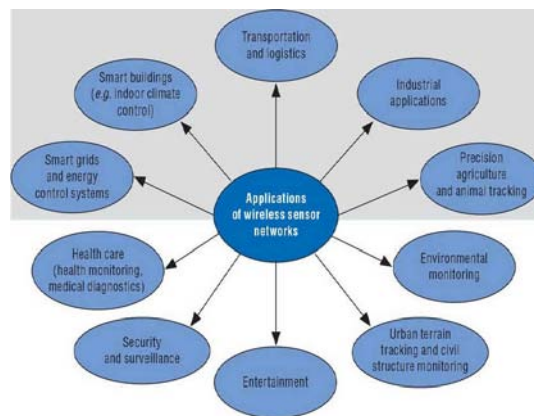 Transportation
and logistics
Smart buildings
(e.g. indoor climate
control)
Industrial
applications
Smart grids
and energy
control systems
Precision
agriculture
and animal tracking
Applications
of wireless sensor
networks
Health care
(health monitoring,
medical diagnostics)
Environmental
monitoring
Security
and surveillance
Urban terrain
tracking and civil
structure monitoring
Entertainment